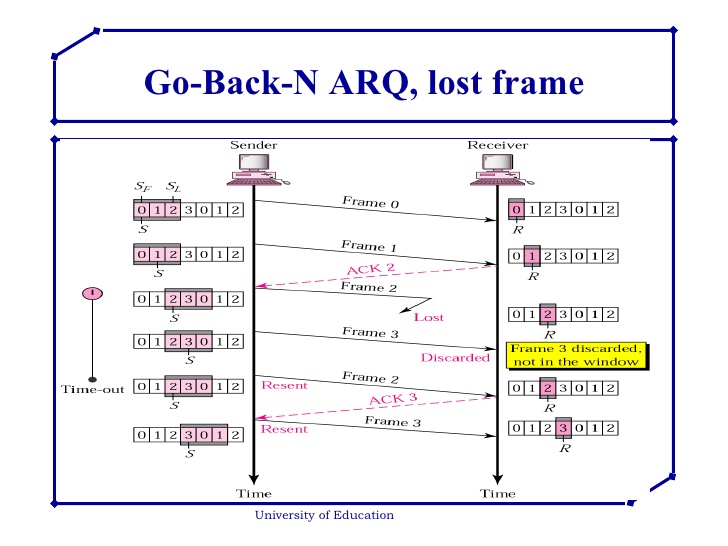 Go-Back-N ARQ, lost frame
Sender
Receiver
S_F S_L
0 1 2 3 0 1 2
S
Frame 0
0 1 2 3 0 1 2
R
0 1 2 3 0 1 2
S
Frame 1
0 1 2 3 0 1 2
R
ACK 2
0 1 2 3 0 1 2
S
Frame 2
Lost
0 1 2 3 0 1 2
R
0 1 2 3 0 1 2
S
Frame 3
Discarded
Frame 3 discarded,
not in the window
Time-out
0 1 2 3 0 1 2
S
Resent
Frame 2
0 1 2 3 0 1 2
R
ACK 3
0 1 2 3 0 1 2
S
Resent
Frame 3
0 1 2 3 0 1 2
R
Time
Time
University of Education